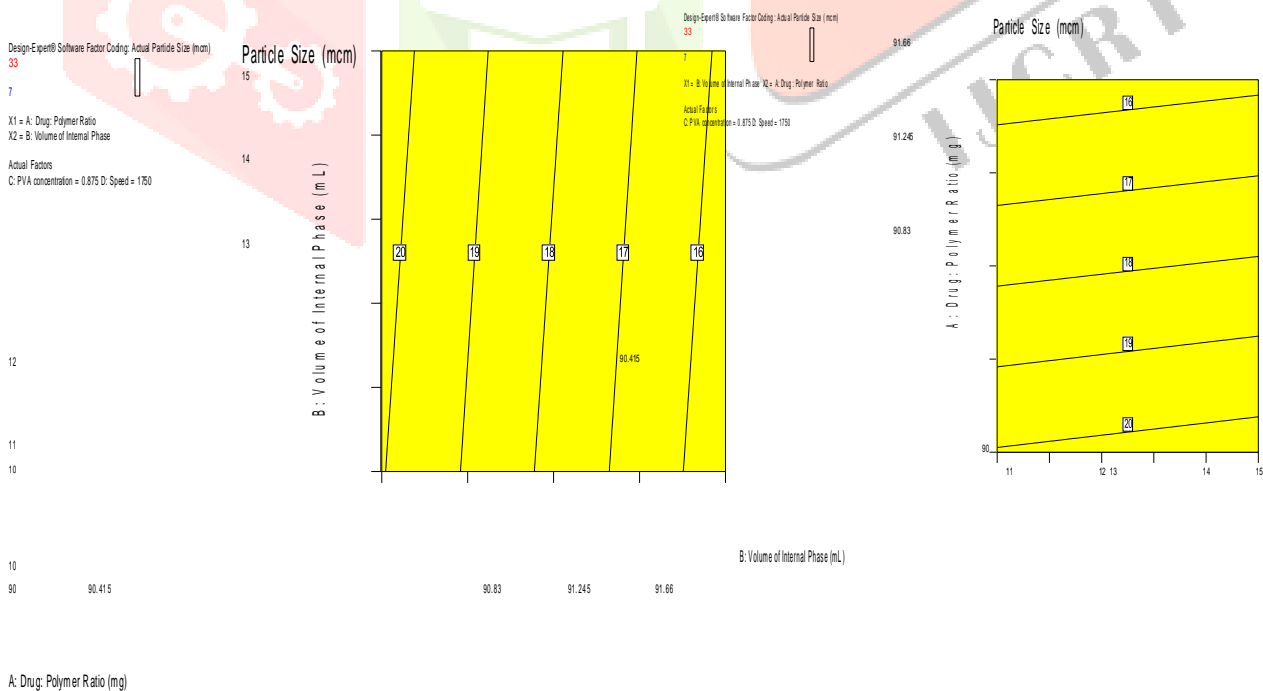 Design-Expert® Software Factor Coding: Actual Particle Size (mcm)
33
7
X1 = A: Drug: Polymer Ratio
X2 = B: Volume of Internal Phase
Actual Factors
C: PVA concentration = 0.875 D: Speed = 1750
Particle Size (mcm)
15
14
13
12
11
10
10
B: Volume of Internal Phase (mL)
20
19
18
17
16
90.415
90
90.415
90.83
91.245
91.66
A: Drug: Polymer Ratio (mg)
Design-Expert® Software Factor Coding: Actual Particle Size (mcm)
33
7
X1 = B: Volume of Internal Phase X2 = A: Drug: Polymer Ratio
Actual Factors
C: PVA concentration = 0.875 D: Speed = 1750
91.66
91.245
90.83
Particle Size (mcm)
A: Drug: Polymer Ratio (mg)
16
17
18
19
20
90
11
12 13
14
15
B: Volume of Internal Phase (mL)
IJCRT